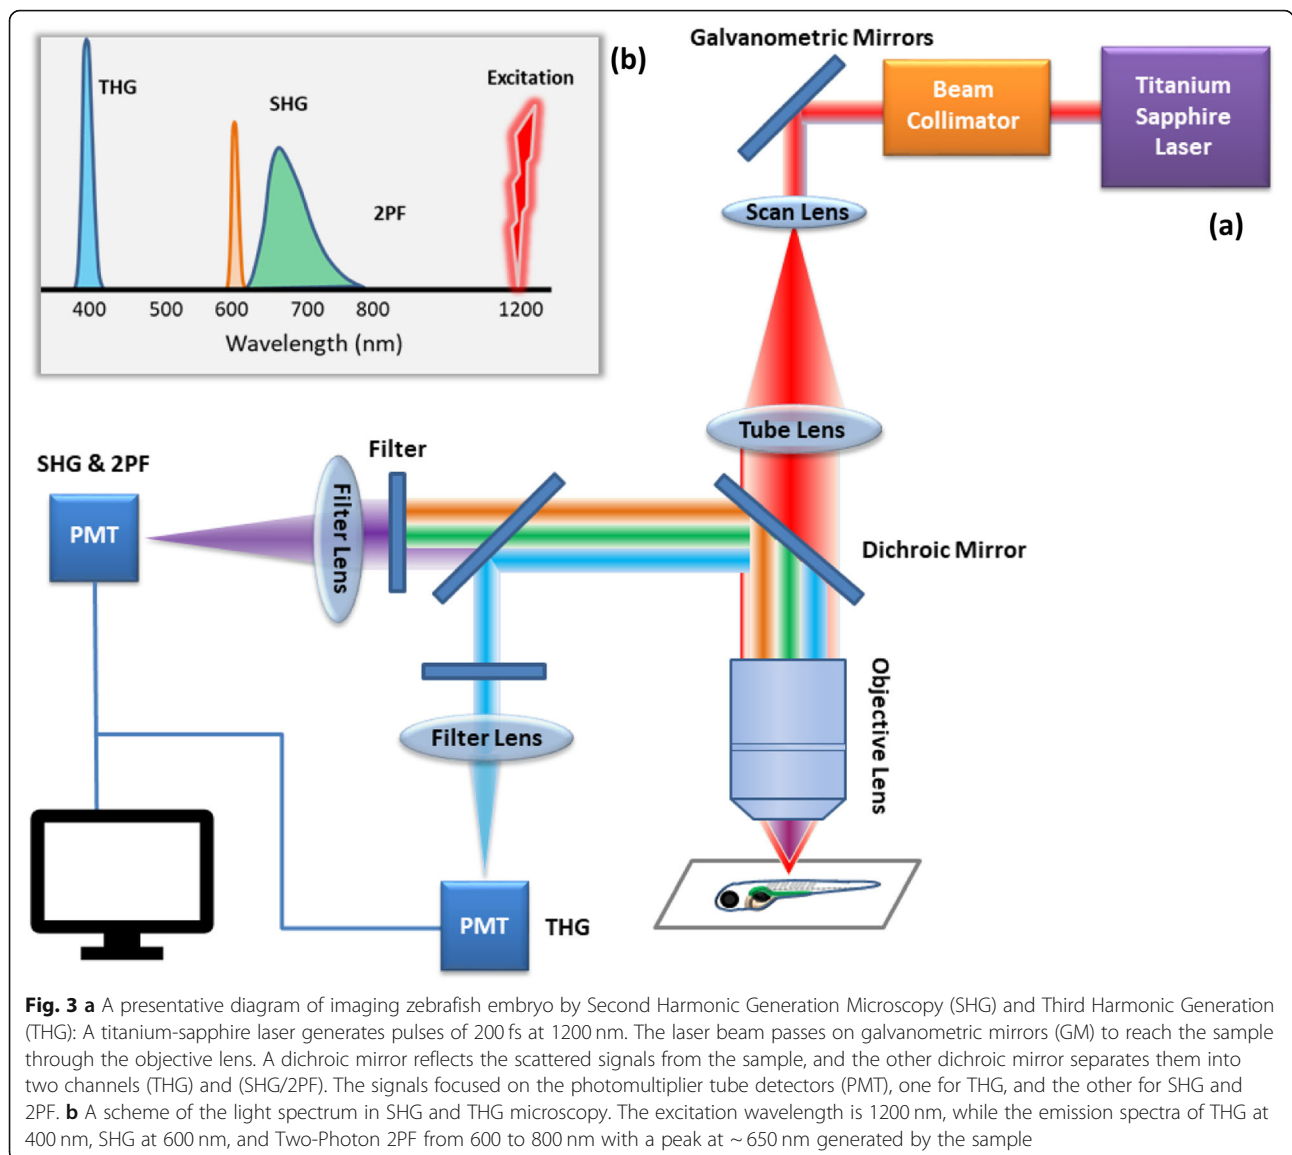 (b)
THG
SHG
Excitation
2PF
400 500 600 700 800 1200
Wavelength (nm)
Galvanometric Mirrors
Beam
Collimator
Titanium
Sapphire
Laser
Scan Lens
(a)
Tube Lens
Filter
SHG & 2PF
Filter Lens
PMT
Dichroic Mirror
Objective Lens
Filter Lens
PMT
THG
Fig. 3 a A presentative diagram of imaging zebrafish embryo by Second Harmonic Generation Microscopy (SHG) and Third Harmonic Generation
(THG): A titanium-sapphire laser generates pulses of 200 fs at 1200 nm. The laser beam passes on galvanometric mirrors (GM) to reach the sample
through the objective lens. A dichroic mirror reflects the scattered signals from the sample, and the other dichroic mirror separates them into
two channels (THG) and (SHG/2PF). The signals focused on the photomultiplier tube detectors (PMT), one for THG, and the other for SHG and
2PF. b A scheme of the light spectrum in SHG and THG microscopy. The excitation wavelength is 1200 nm, while the emission spectra of THG at
400 nm, SHG at 600 nm, and Two-Photon 2PF from 600 to 800 nm with a peak at ~ 650 nm generated by the sample